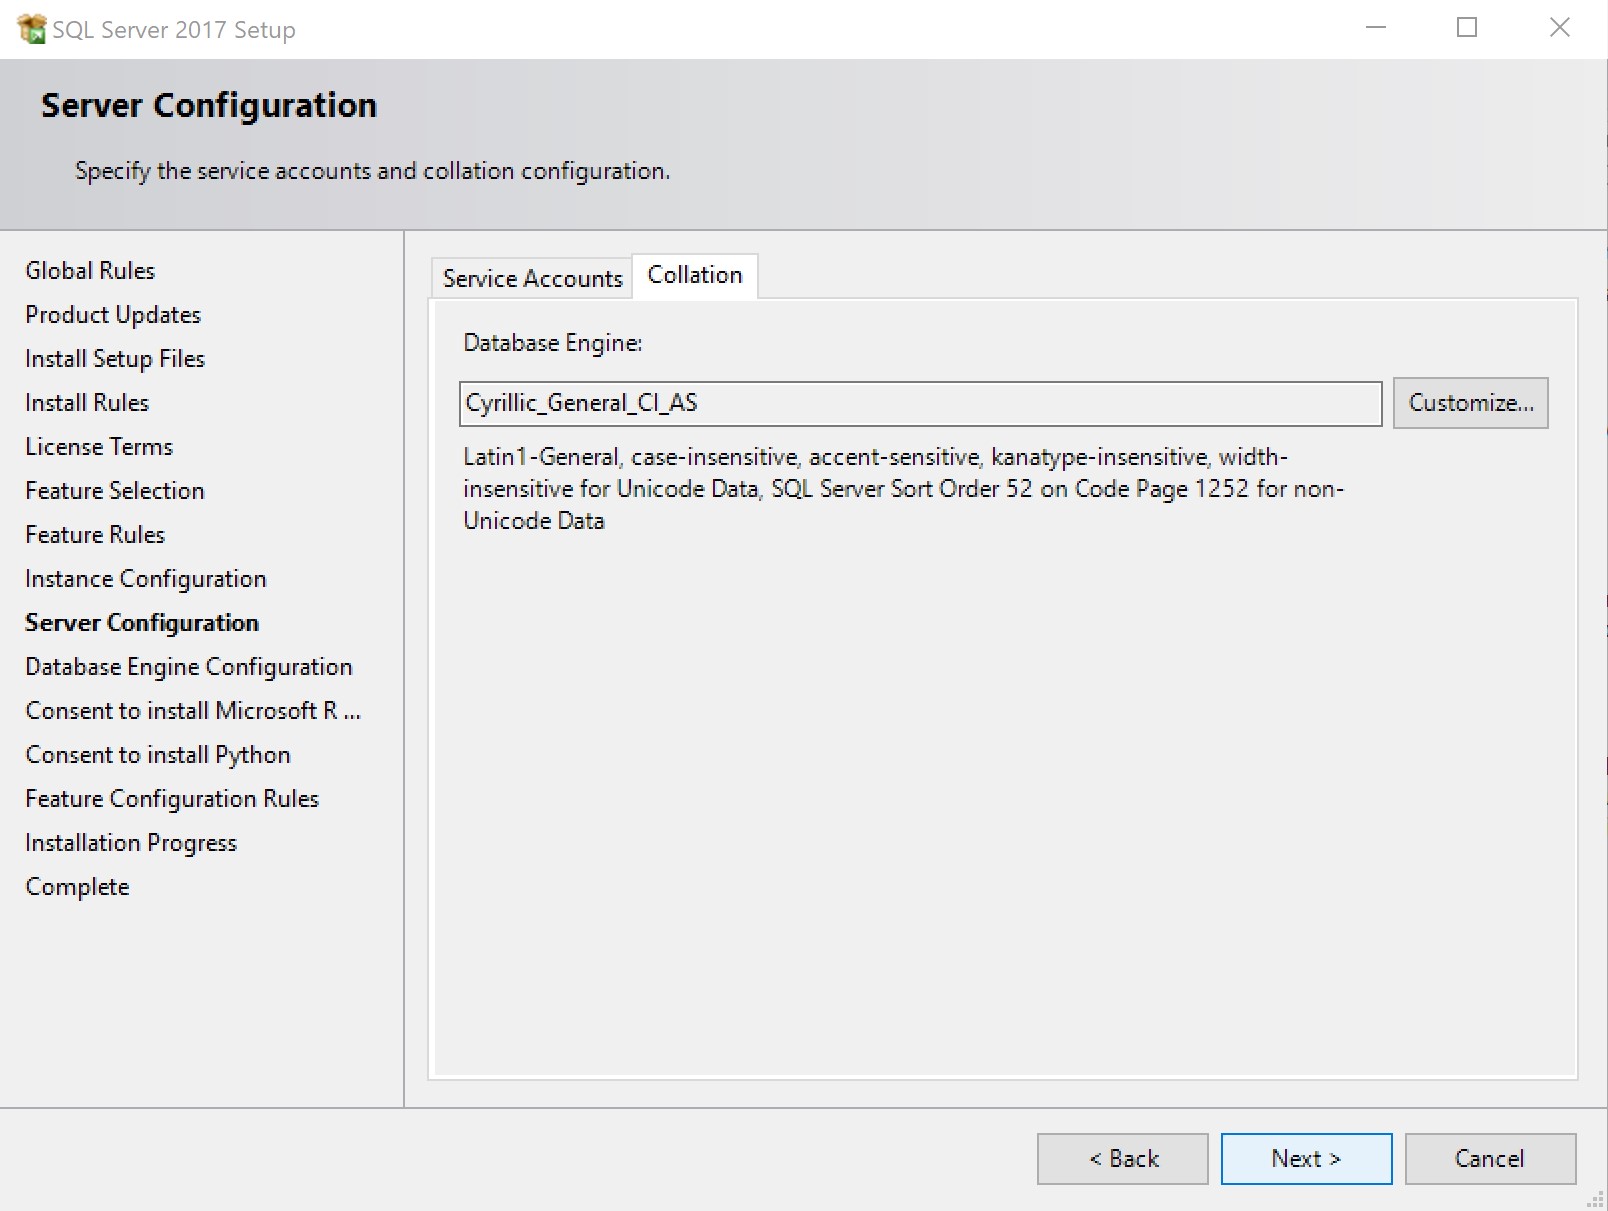 SQL Server 2017 Setup
Server Configuration
Specify the service accounts and collation configuration.
Global Rules
Product Updates
Install Setup Files
Install Rules
License Terms
Feature Selection
Feature Rules
Instance Configuration
Server Configuration
Database Engine Configuration
Consent to install Microsoft R ...
Consent to install Python
Feature Configuration Rules
Installation Progress
Complete
Service Accounts
Collation
Database Engine:
Cyrillic_General_CI_AS
Customize...
Latin1-General, case-insensitive, accent-sensitive, kanatype-insensitive, width-
insensitive for Unicode Data, SQL Server Sort Order 52 on Code Page 1252 for non-
Unicode Data
< Back
Next >
Cancel